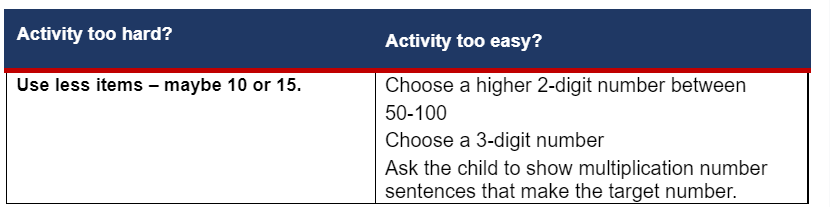 Activity too hard?
Activity too easy?
Use less items – maybe 10 or 15.
Choose a higher 2-digit number between
50-100
Choose a 3-digit number
Ask the child to show multiplication number
sentences that make the target number.